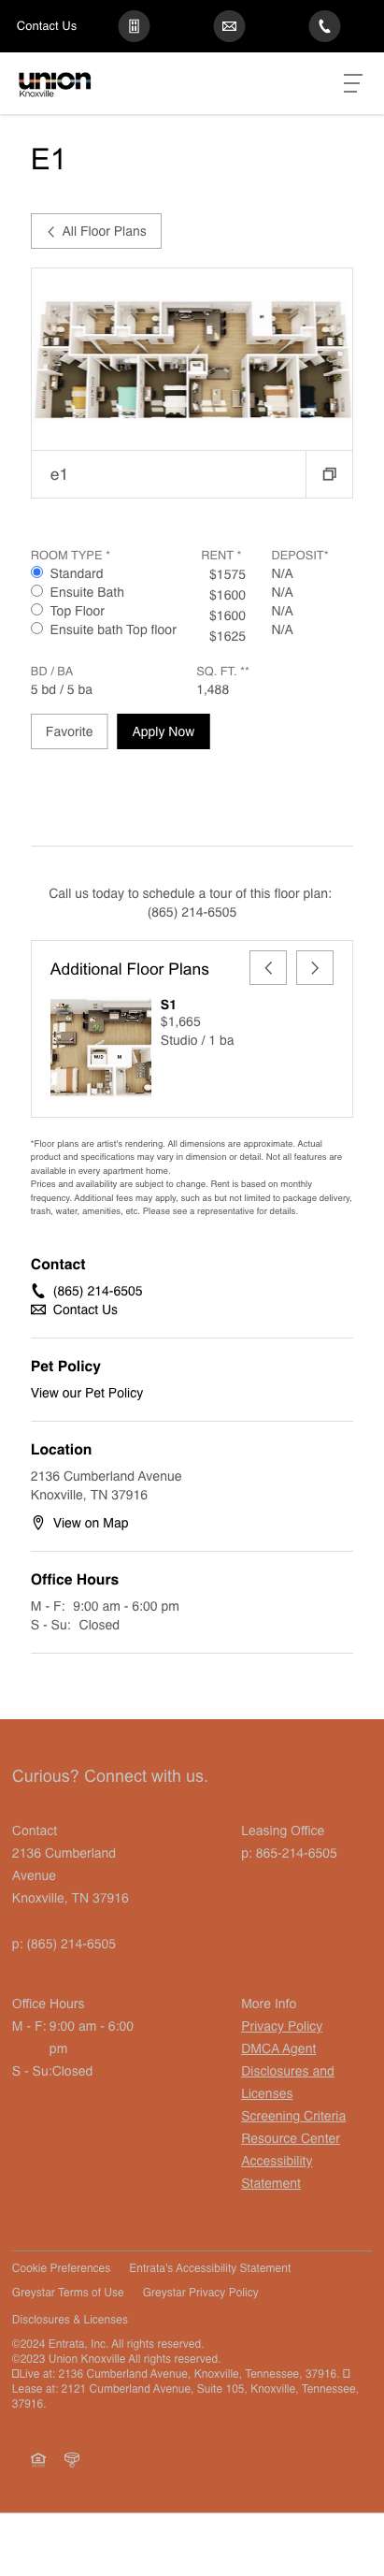 Contact Us
union
Knoxville
E1
All Floor Plans
e1
ROOM TYPE * RENT * DEPOSIT*
Standard $1575 N/A
Ensuite Bath $1600 N/A
Top Floor $1600 N/A
Ensuite bath Top floor $1625 N/A
BD / BA SQ. FT. **
5 bd / 5 ba 1,488
Favorite Apply Now
Call us today to schedule a tour of this floor plan:
(865) 214-6505
Additional Floor Plans
S1
$1,665
Studio / 1 ba
W/D M
*Floor plans are artist's rendering. All dimensions are approximate. Actual
product and specifications may vary in dimension or detail. Not all features are
available in every apartment home.
Prices and availability are subject to change. Rent is based on monthly
frequency. Additional fees may apply, such as but not limited to package delivery,
trash, water, amenities, etc. Please see a representative for details.
Contact
(865) 214-6505
Contact Us
Pet Policy
View our Pet Policy
Location
2136 Cumberland Avenue
Knoxville, TN 37916
View on Map
Office Hours
M - F: 9:00 am - 6:00 pm
S - Su: Closed
Curious? Connect with us.
Contact
2136 Cumberland
Avenue
Knoxville, TN 37916
p: (865) 214-6505
Leasing Office
p: 865-214-6505
Office Hours
M - F: 9:00 am - 6:00
pm
S - Su:Closed
More Info
Privacy Policy
DMCA Agent
Disclosures and
Licenses
Screening Criteria
Resource Center
Accessibility
Statement
Cookie Preferences Entrata's Accessibility Statement
Greystar Terms of Use Greystar Privacy Policy
Disclosures & Licenses
©2024 Entrata, Inc. All rights reserved.
©2023 Union Knoxville All rights reserved.
Live at: 2136 Cumberland Avenue, Knoxville, Tennessee, 37916.
Lease at: 2121 Cumberland Avenue, Suite 105, Knoxville, Tennessee,
37916.